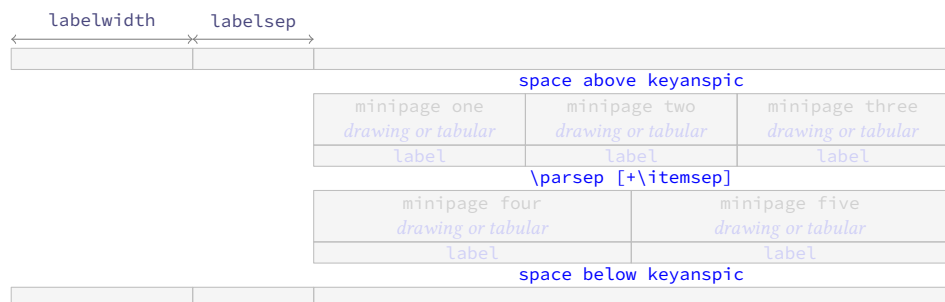 labelwidth labelsep
space above keyanspic
minipage one minipage two minipage three
drawing or tabular drawing or tabular drawing or tabular
label label label
\parsep [+\itemsep]
minipage four minipage five
drawing or tabular drawing or tabular
label label
space below keyanspic